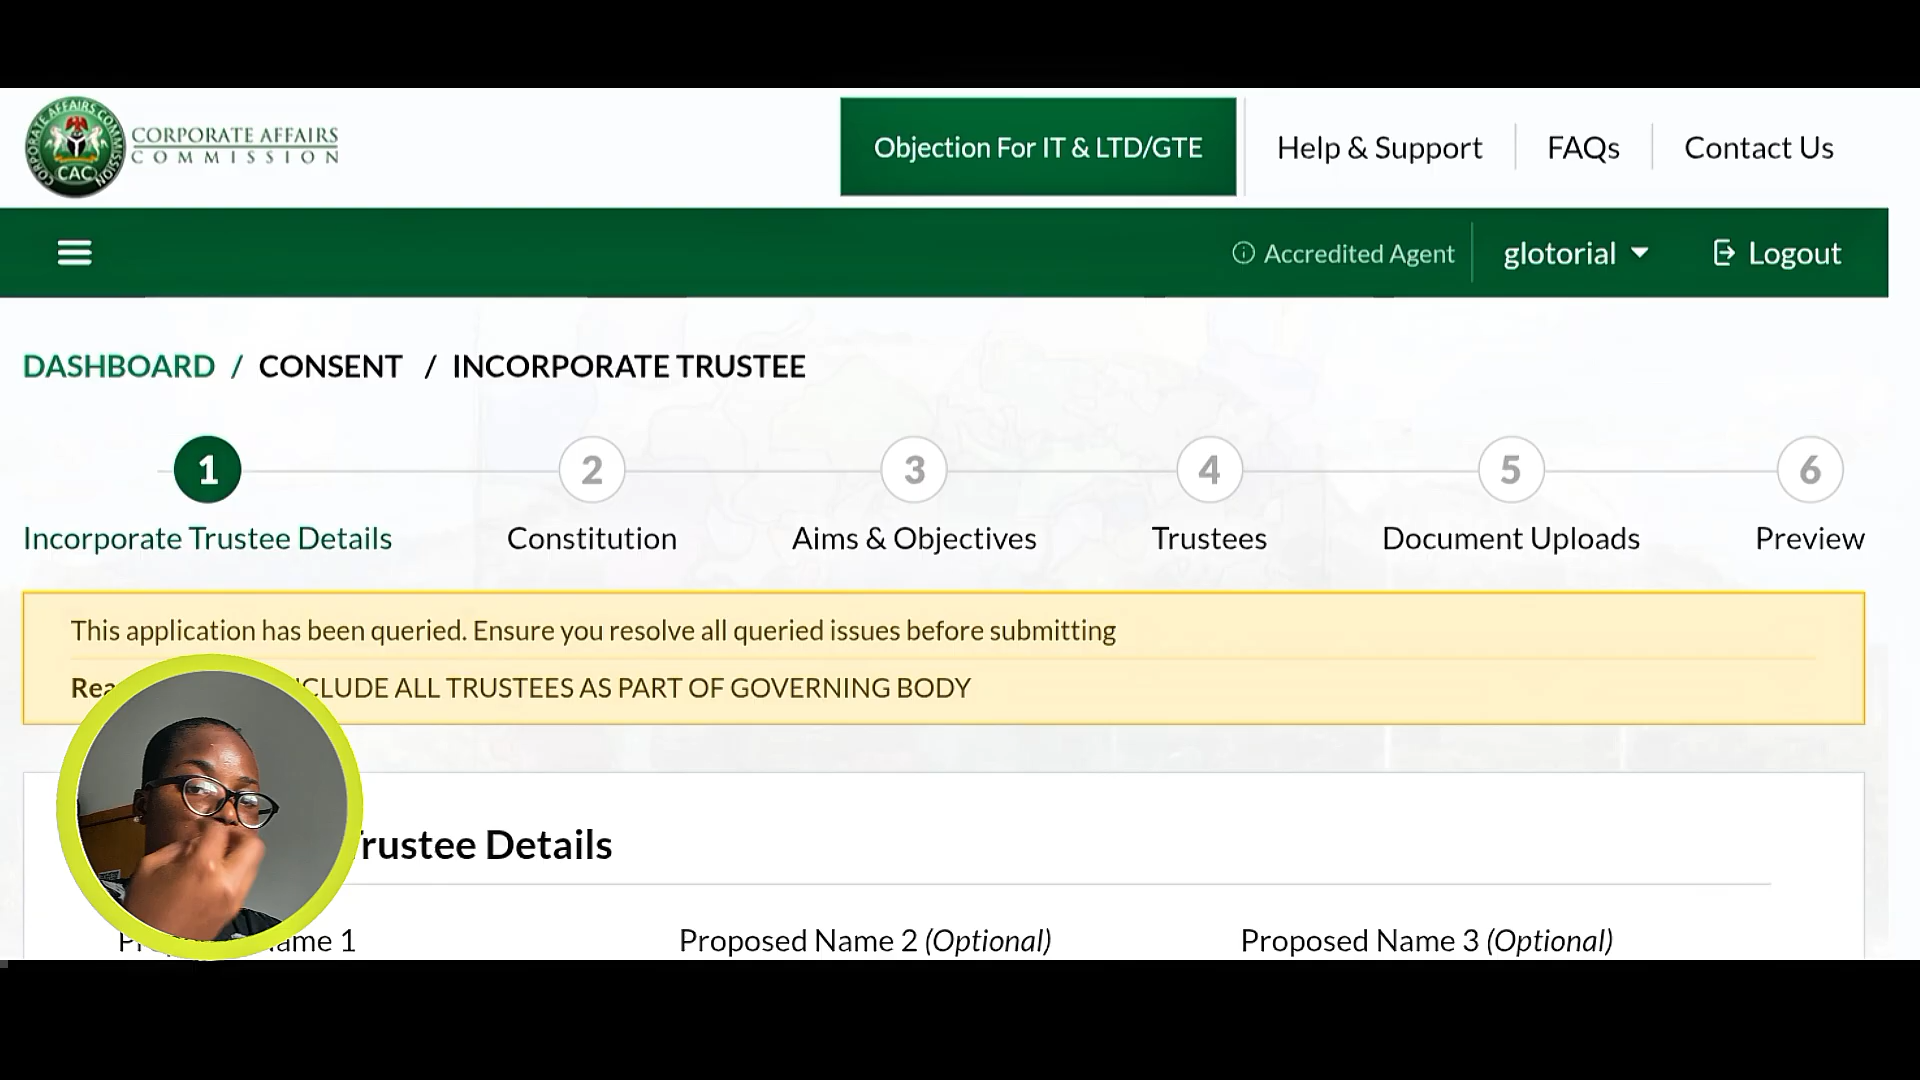 CORPORATE AFFAIRS COMMISSION
CAC
CORPORATE AFFAIRS
COMMISSION
Objection For IT & LTD/GTE
Help & Support
FAQs
Contact Us
Accredited Agent
glotorial
Logout
DASHBOARD / CONSENT / INCORPORATE TRUSTEE
1
2
3
4
5
6
Incorporate Trustee Details
Constitution
Aims & Objectives
Trustees
Document Uploads
Preview
This application has been queried. Ensure you resolve all queried issues before submitting
ALL TRUSTEES AS PART OF GOVERNING BODY
Details
1
Proposed Name 2 (Optional)
Proposed Name 3 (Optional)